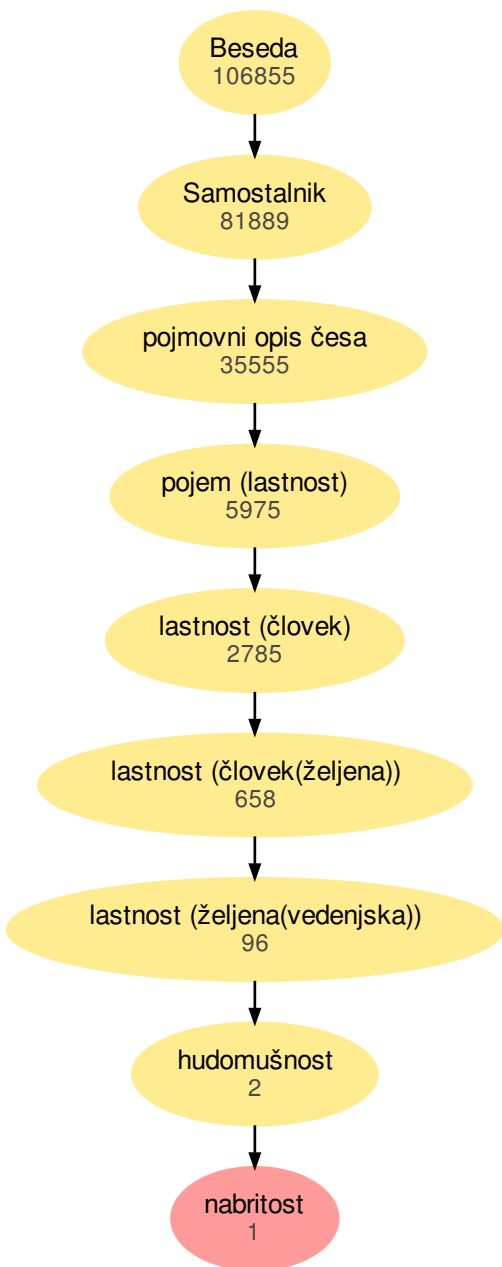 Beseda
106855
Samostalnik
81889
pojmovni opis česa
35555
pojem (lastnost)
5975
lastnost (človek)
2785
lastnost (človek(željena))
658
lastnost (željena(vedenjska))
96
hudomušnost
2
nabritost
1